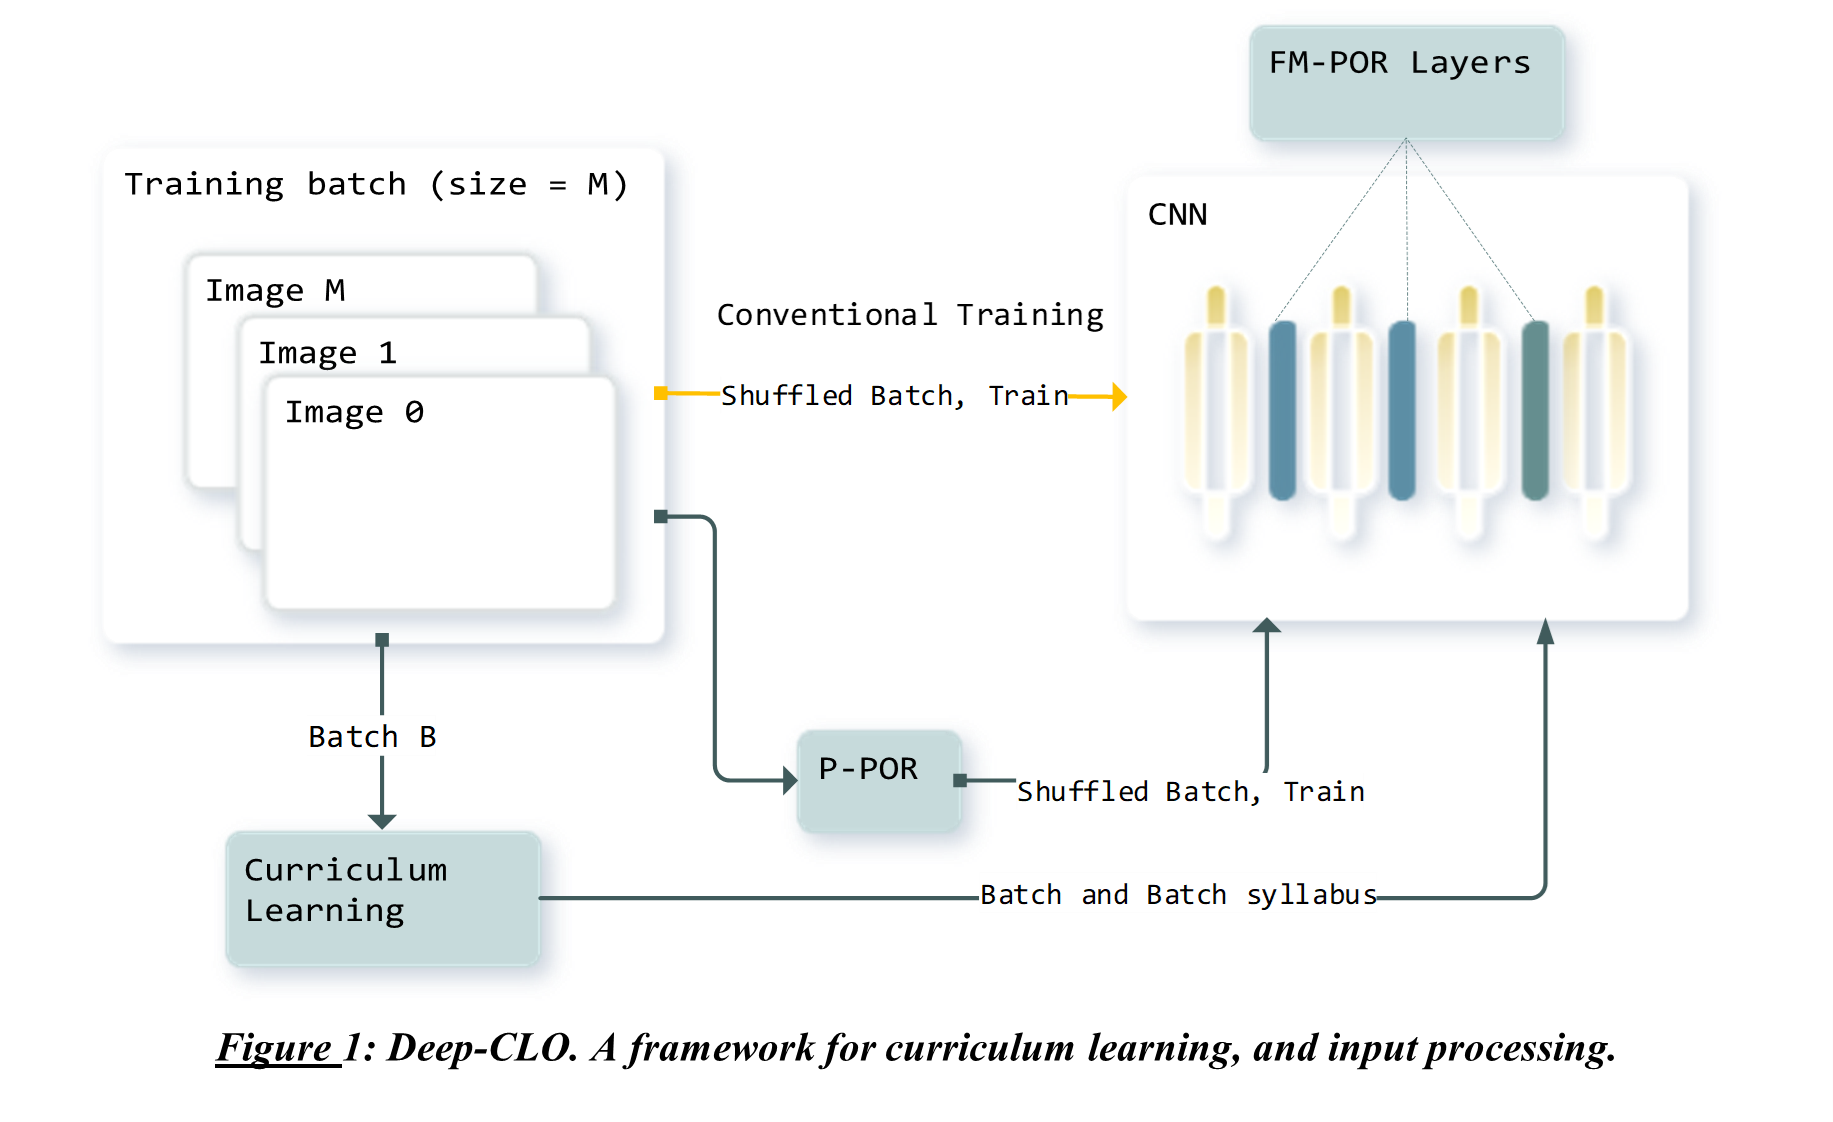 FM-POR Layers
Training batch (size = M)
CNN
Image M
Image 1
Image 0
Conventional Training
Shuffled Batch, Train
Batch B
P-POR
Shuffled Batch, Train
Curriculum
Learning
Batch and Batch syllabus
Figure 1: Deep-CLO. A framework for curriculum learning, and input processing.